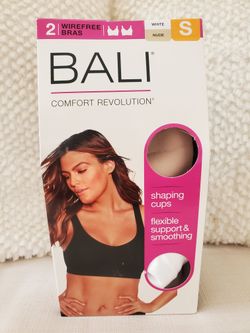 2 WIREFREE
BRAS
WHITE
NUDE
S
BALI®
COMFORT REVOLUTION®
shaping
cups
flexible
support &
smoothing